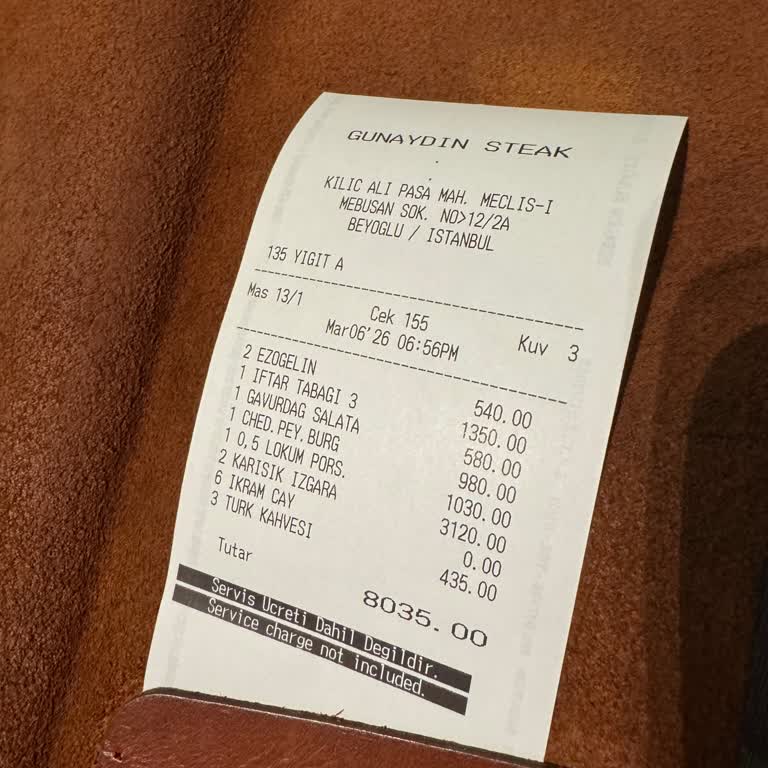 GUNAYDIN STEAK
.
.
KILIC ALI PASA MAH. MECLIS-I
MEBUSAN SOK. NO>12/2A
BEYOGLU / ISTANBUL
135 YIGIT A
Mas 13/1 Cek 155 Kuv 3
Mar06'26 06:56PM
2 EZOGELIN 540.00
1 IFTAR TABAGI 3 1350.00
1 GAVURDAG SALATA 580.00
1 CHED.PEY.BURG 980.00
1 0,5 LOKUM PORS. 1030.00
2 KARISIK IZGARA 3120.00
6 IKRAM CAY 0.00
3 TURK KAHVESI 435.00
Tutar 8035.00
Servis Ucreti Dahil Degildir.
Service charge not included.